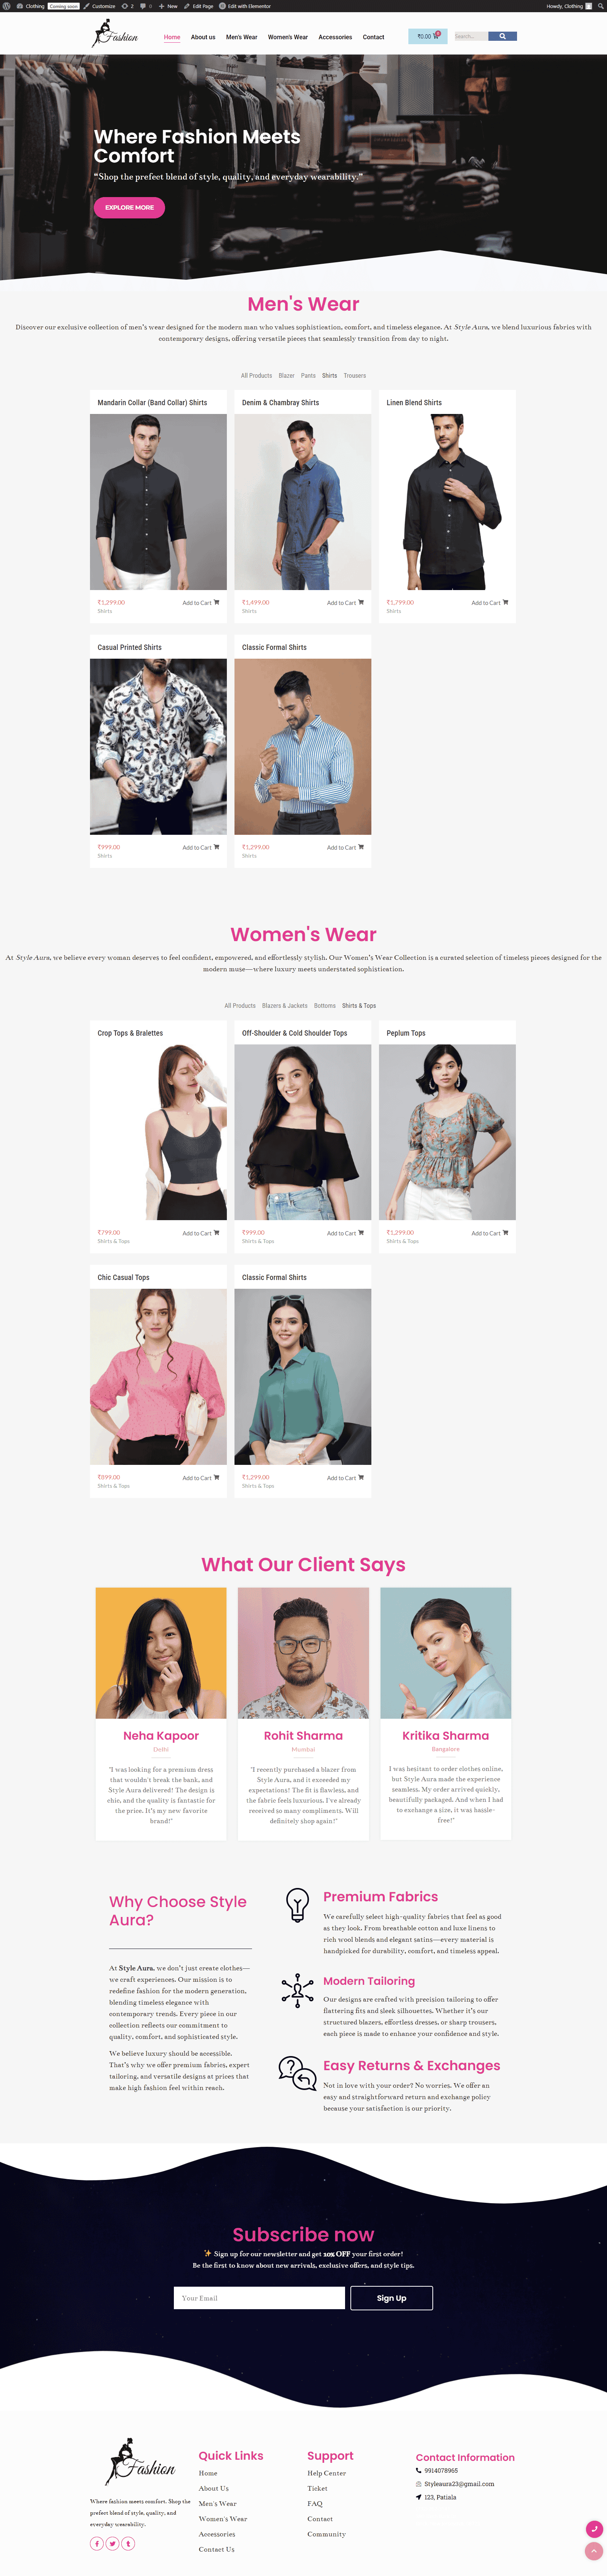 Clothing Coming soon Customize 2 0 New Edit Page Edit with Elementor Howdy, Clothing
Fashion
Home About us Men's Wear Women's Wear Accessories Contact
₹0.00 0 Search...
Where Fashion Meets
Comfort
"Shop the prefect blend of style, quality, and everyday wearability."
EXPLORE MORE
Men's Wear
Discover our exclusive collection of men's wear designed for the modern man who values sophistication, comfort, and timeless elegance. At Style Aura, we blend luxurious fabrics with
contemporary designs, offering versatile pieces that seamlessly transition from day to night.
All Products Blazer Pants Shirts Trousers
Mandarin Collar (Band Collar) Shirts Denim & Chambray Shirts Linen Blend Shirts
₹1,299.00 Add to Cart ₹1,499.00 Add to Cart ₹1,799.00 Add to Cart
Shirts Shirts Shirts
Casual Printed Shirts Classic Formal Shirts
₹999.00 Add to Cart ₹1,299.00 Add to Cart
Shirts Shirts
Women's Wear
At Style Aura, we believe every woman deserves to feel confident, empowered, and effortlessly stylish. Our Women's Wear Collection is a curated selection of timeless pieces designed for the
modern muse—where luxury meets understated sophistication.
All Products Blazers & Jackets Bottoms Shirts & Tops
Crop Tops & Bralettes Off-Shoulder & Cold Shoulder Tops Peplum Tops
₹799.00 Add to Cart ₹999.00 Add to Cart ₹1,299.00 Add to Cart
Shirts & Tops Shirts & Tops Shirts & Tops
Chic Casual Tops Classic Formal Shirts
₹899.00 Add to Cart ₹1,299.00 Add to Cart
Shirts & Tops Shirts & Tops
What Our Client Says
Neha Kapoor
Delhi
"I was looking for a premium dress
that wouldn't break the bank, and
Style Aura delivered! The design is
chic, and the quality is fantastic for
the price. It's my new favorite
brand!"
Rohit Sharma
Mumbai
"I recently purchased a blazer from
Style Aura, and it exceeded my
expectations! The fit is flawless, and
the fabric feels luxurious. I've already
received so many compliments. Will
definitely shop again!"
Kritika Sharma
Bangalore
I was hesitant to order clothes online,
but Style Aura made the experience
seamless. My order arrived quickly,
beautifully packaged. And when I had
to exchange a size, it was hassle-
free!"
Why Choose Style
Aura?
At Style Aura, we don't just create clothes—
we craft experiences. Our mission is to
redefine fashion for the modern generation,
blending timeless elegance with
contemporary trends. Every piece in our
collection reflects our commitment to
quality, comfort, and sophisticated style.
We believe luxury should be accessible.
That's why we offer premium fabrics, expert
tailoring, and versatile designs at prices that
make high fashion feel within reach.
Premium Fabrics
We carefully select high-quality fabrics that feel as good
as they look. From breathable cotton and luxe linens to
rich wool blends and elegant satins—every material is
handpicked for durability, comfort, and timeless appeal.
Modern Tailoring
Our designs are crafted with precision tailoring to offer
flattering fits and sleek silhouettes. Whether it's our
structured blazers, effortless dresses, or sharp trousers,
each piece is made to enhance your confidence and style.
Easy Returns & Exchanges
Not in love with your order? No worries. We offer an
easy and straightforward return and exchange policy
because your satisfaction is our priority.
Subscribe now
✨ Sign up for our newsletter and get 10% OFF your first order!
Be the first to know about new arrivals, exclusive offers, and style tips.
Your Email Sign Up
Fashion
Where fashion meets comfort. Shop the
prefect blend of style, quality, and
everyday wearability.
Quick Links
Home
About Us
Men's Wear
Women's Wear
Accessories
Contact Us
Support
Help Center
Ticket
FAQ
Contact
Community
Contact Information
9914078965
Styleaura23@gmail.com
123, Patiala